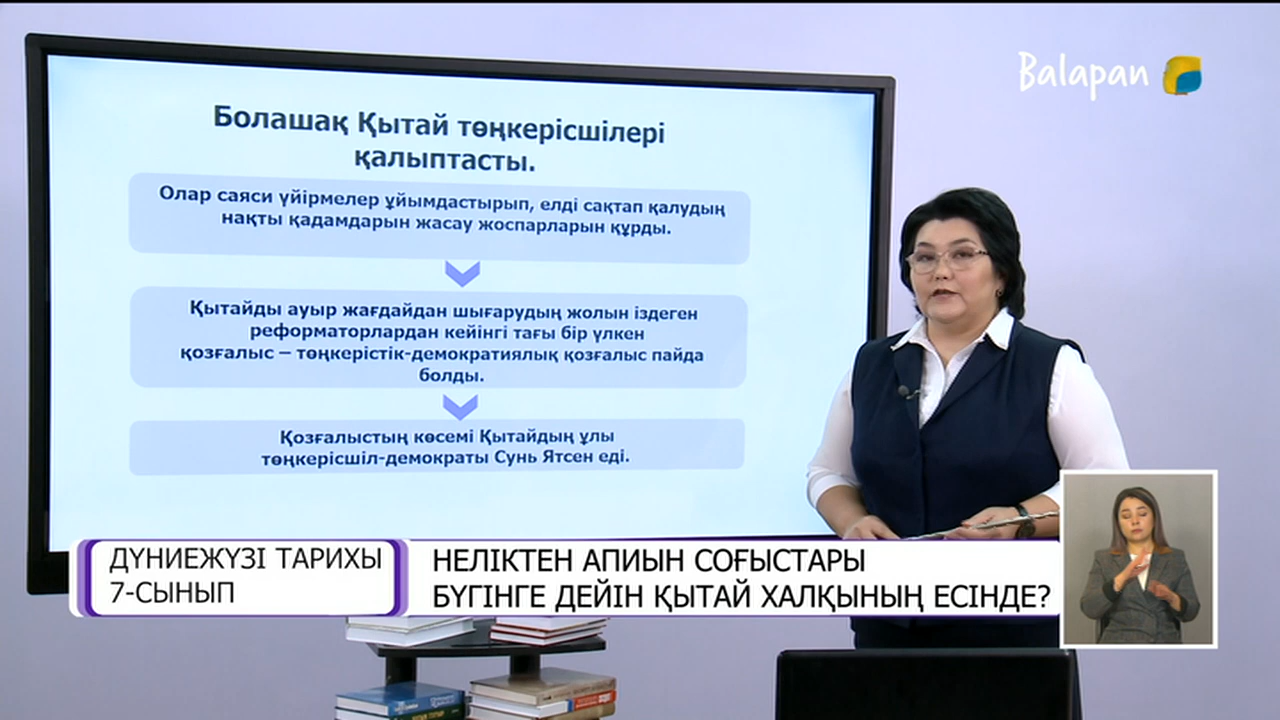 Balapan
Болашақ Қытай төңкерісшілері
қалыптасты.
Олар саяси үйірмелер ұйымдастырып, елді сақтап қалудың
нақты қадамдарын жасау жоспарларын құрды.
Қытайды ауыр жағдайдан шығарудың жолын іздеген
реформаторлардан кейінгі тағы бір үлкен
қозғалыс – төңкерістік-демократиялық қозғалыс пайда
болды.
Қозғалыстың көсемі Қытайдың ұлы
төңкерісшіл-демократы Сунь Ятсен еді.
ДҮНИЕЖҮЗІ ТАРИХЫ
7-СЫНЫП
НЕЛІКТЕН АПИЫН СОҒЫСТАРЫ
БҮГІНГЕ ДЕЙІН ҚЫТАЙ ХАЛҚЫНЫҢ ЕСІНДЕ?